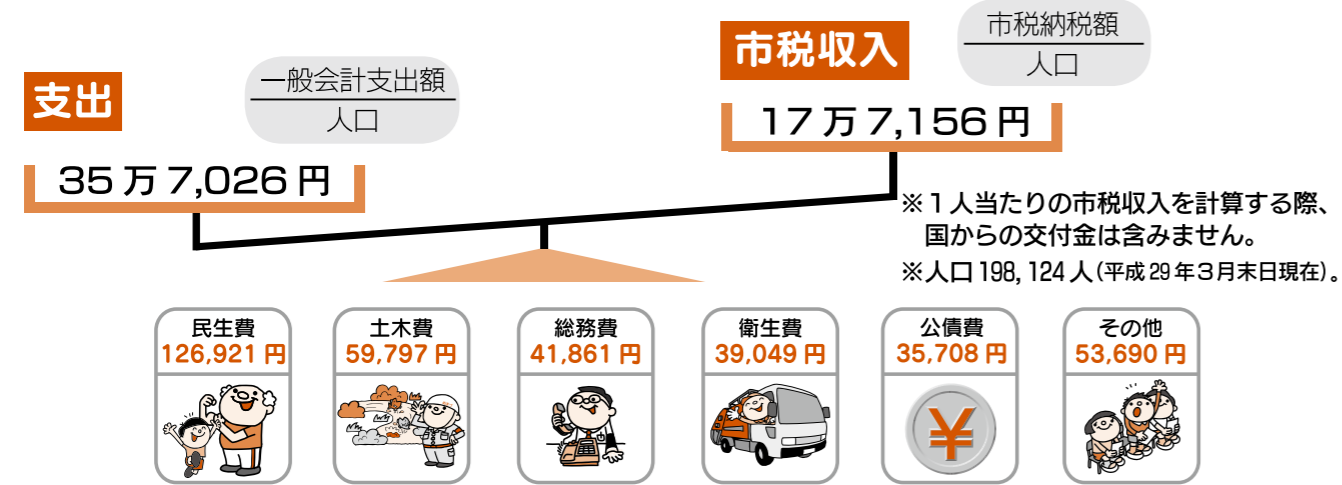 支出
一般会計支出額
人口
35万7,026円
市税収入
市税納税額
人口
17万7,156円
※1人当たりの市税収入を計算する際、
国からの交付金は含みません。
※人口198,124人(平成29年3月末日現在)。
民生費
126,921円
土木費
59,797円
総務費
41,861円
衛生費
39,049円
公債費
35,708円
¥
その他
53,690円